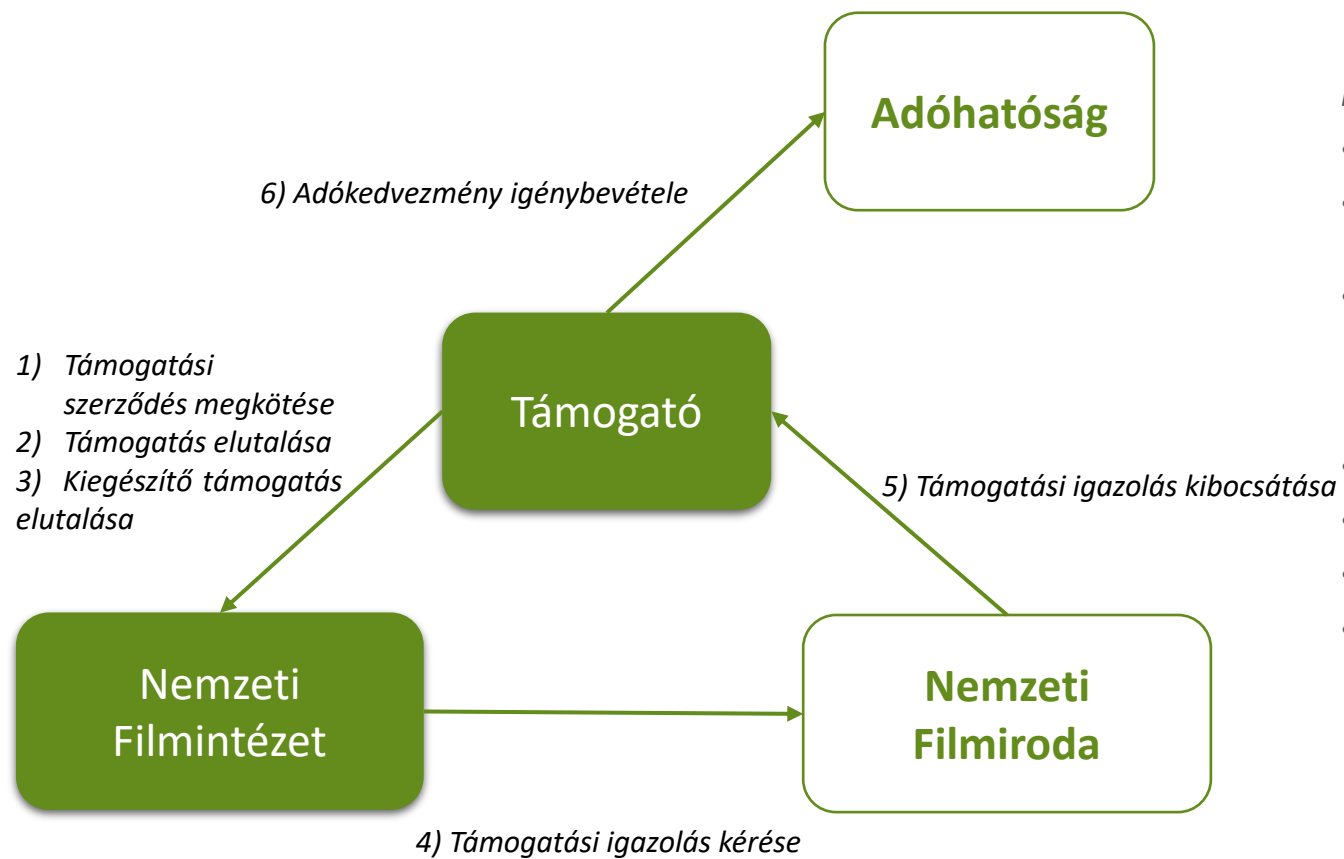 Adóhatóság
6) Adókedvezmény igénybevétele
Támogató
1) Támogatási
szerződés megkötése
2) Támogatás elutalása
3) Kiegészítő támogatás
elutalása
5) Támogatási igazolás kibocsátása
Nemzeti
Filmintézet
Nemzeti
Filmiroda
4) Támogatási igazolás kérése